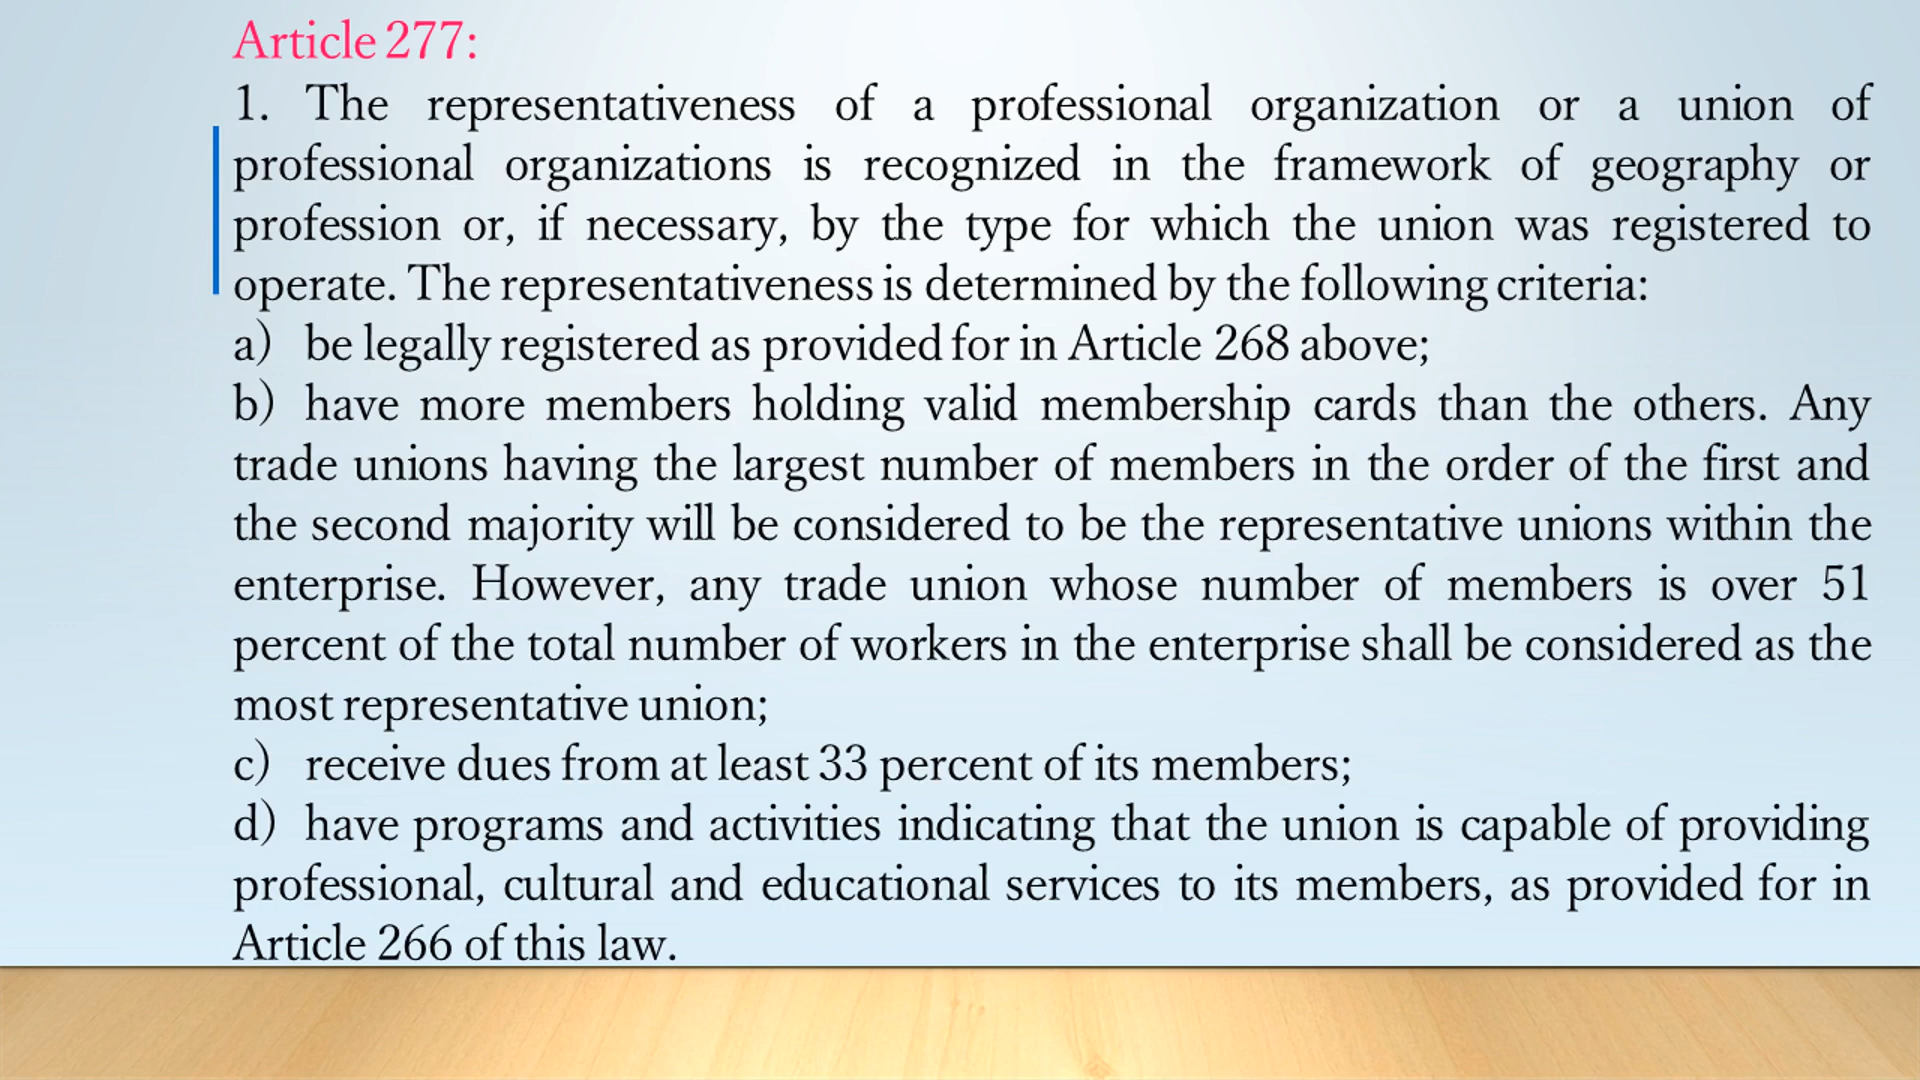 Article 277:
1. The representativeness of a professional organization or a union of
professional organizations is recognized in the framework of geography or
profession or, if necessary, by the type for which the union was registered to
operate. The representativeness is determined by the following criteria:
a) be legally registered as provided for in Article 268 above;
b) have more members holding valid membership cards than the others. Any
trade unions having the largest number of members in the order of the first and
the second majority will be considered to be the representative unions within the
enterprise. However, any trade union whose number of members is over 51
percent of the total number of workers in the enterprise shall be considered as the
most representative union;
c) receive dues from at least 33 percent of its members;
d) have programs and activities indicating that the union is capable of providing
professional, cultural and educational services to its members, as provided for in
Article 266 of this law.